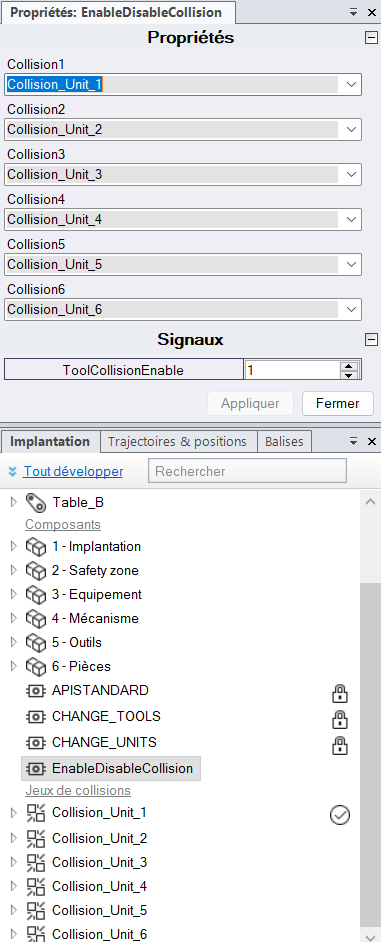 Propriétés: EnableDisableCollision
Propriétés
Collision1
Collision_Unit_1
Collision2
Collision_Unit_2
Collision3
Collision_Unit_3
Collision4
Collision_Unit_4
Collision5
Collision_Unit_5
Collision6
Collision_Unit_6
Signaux
ToolCollisionEnable 1
Appliquer Fermer
Implantation Trajectoires & positions Balises
Tout développer Rechercher
Table_B
Composants
1 - Implantation
2 - Safety zone
3 - Equipement
4 - Mécanisme
5 - Outils
6 - Pièces
APISTANDARD
CHANGE_TOOLS
CHANGE_UNITS
EnableDisableCollision
Jeux de collisions
Collision_Unit_1
Collision_Unit_2
Collision_Unit_3
Collision_Unit_4
Collision_Unit_5
Collision_Unit_6